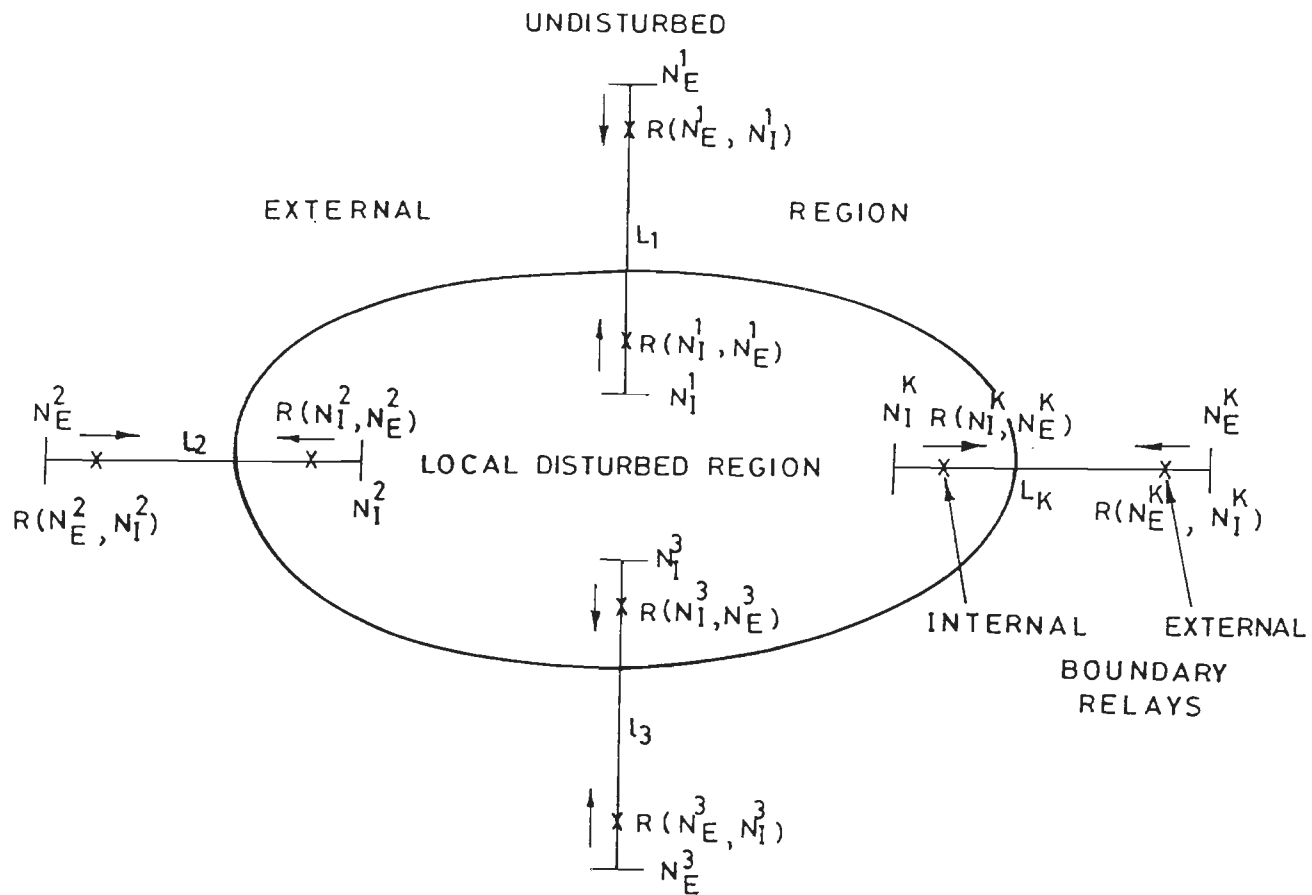 UNDISTURBED
N_E^1
R(N_E^1, N_I^1)
EXTERNAL REGION
L1
R(N_I^1, N_E^1)
N_I^1
N_E^2
R(N_I^2, N_E^2)
L2
R(N_E^2, N_I^2)
N_I^2
LOCAL DISTURBED REGION
N_I^K
R(N_I^K, N_E^K)
N_E^K
L_K
R(N_E^K, N_I^K)
N_I^3
R(N_I^3, N_E^3)
INTERNAL EXTERNAL
BOUNDARY
RELAYS
L3
R(N_E^3, N_I^3)
N_E^3